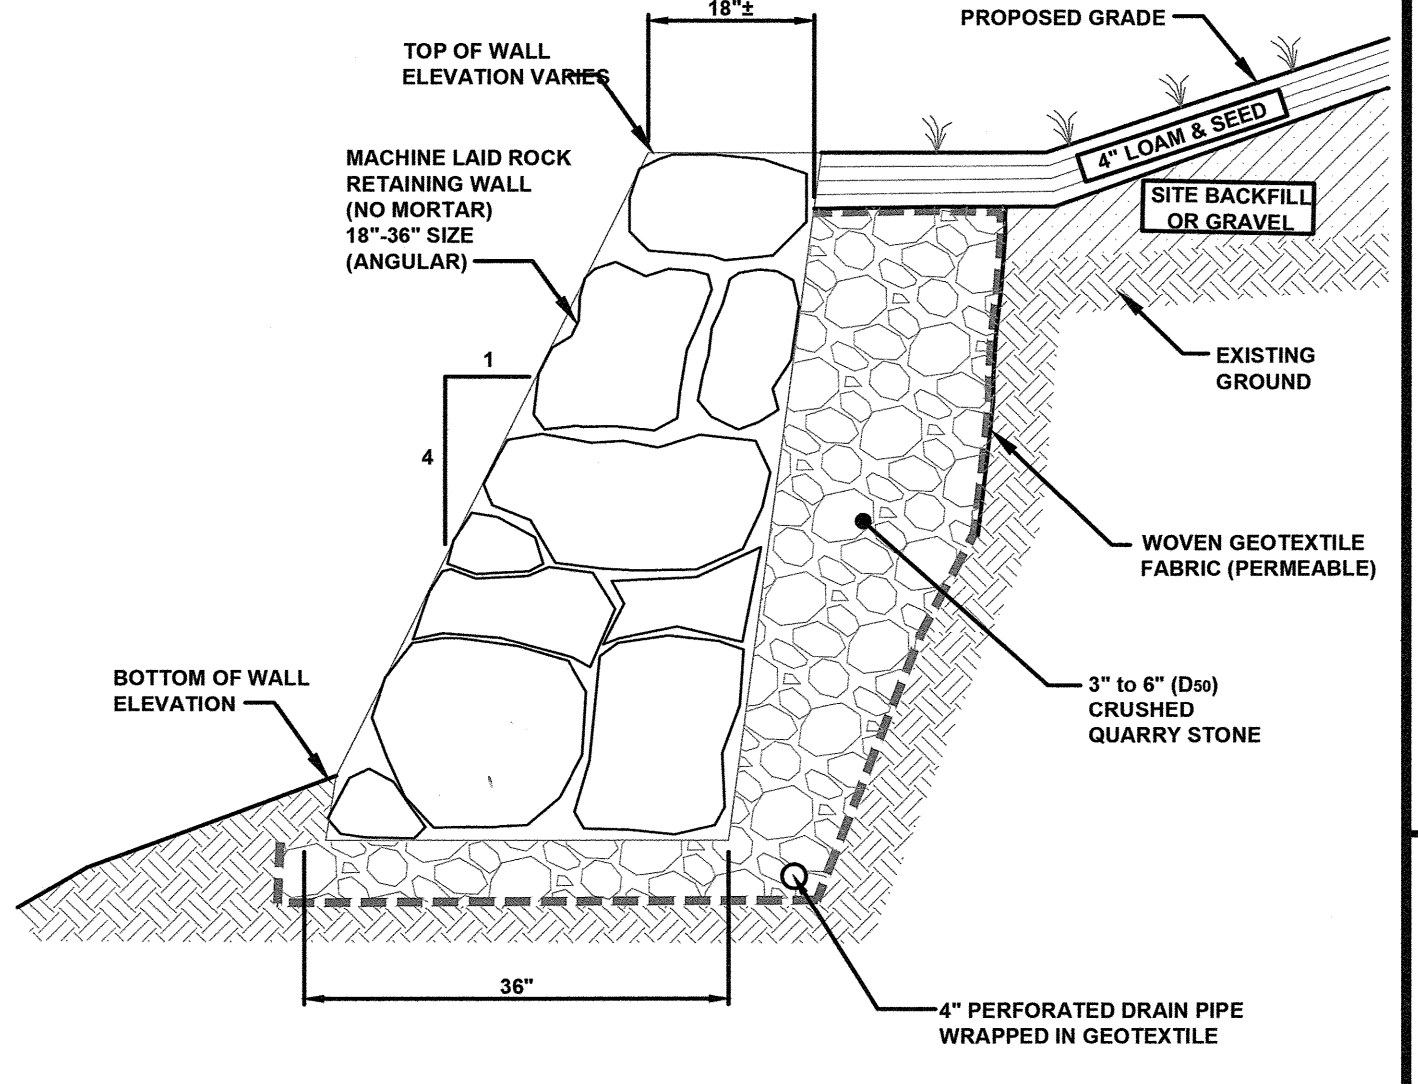 18"±
PROPOSED GRADE
TOP OF WALL
ELEVATION VARIES
4" LOAM & SEED
MACHINE LAID ROCK
RETAINING WALL
(NO MORTAR)
18"-36" SIZE
(ANGULAR)
SITE BACKFILL
OR GRAVEL
1
4
EXISTING
GROUND
WOVEN GEOTEXTILE
FABRIC (PERMEABLE)
BOTTOM OF WALL
ELEVATION
3" to 6" (D50)
CRUSHED
QUARRY STONE
36"
4" PERFORATED DRAIN PIPE
WRAPPED IN GEOTEXTILE